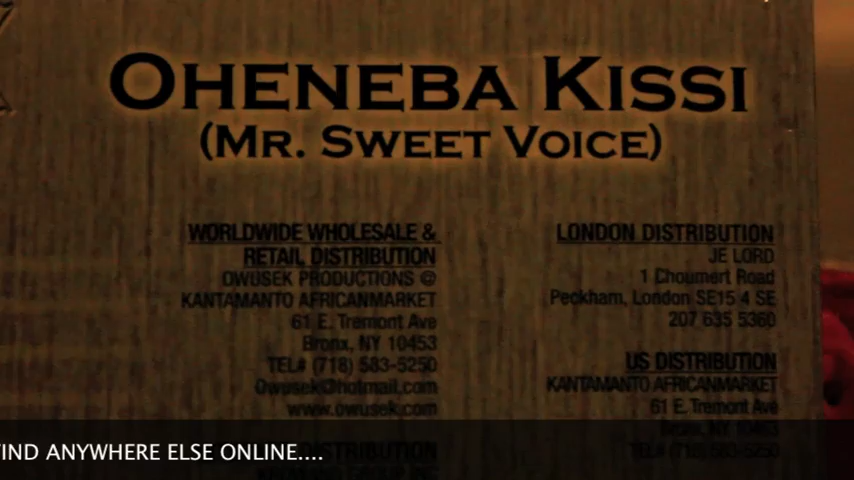 OHENEBA KISSI
(MR. SWEET VOICE)
WORLDWIDE WHOLESALE &
RETAIL DISTRIBUTION
OWUSEK PRODUCTIONS @
KANTAMANTO AFRICANMARKET
61 E. Tremont Ave
Bronx, NY 10453
TEL# (718) 583-5250
Owusek@hotmail.com
www.owusek.com
DISTRIBUTION
LONDON DISTRIBUTION
JE LORD
1 Choumert Road
Peckham, London SE15 4 SE
207 635 5360
US DISTRIBUTION
KANTAMANTO AFRICANMARKET
61 E. Tremont Ave
Bronx, NY 10453
TEL# (718) 583-5250
ANYWHERE ELSE ONLINE....